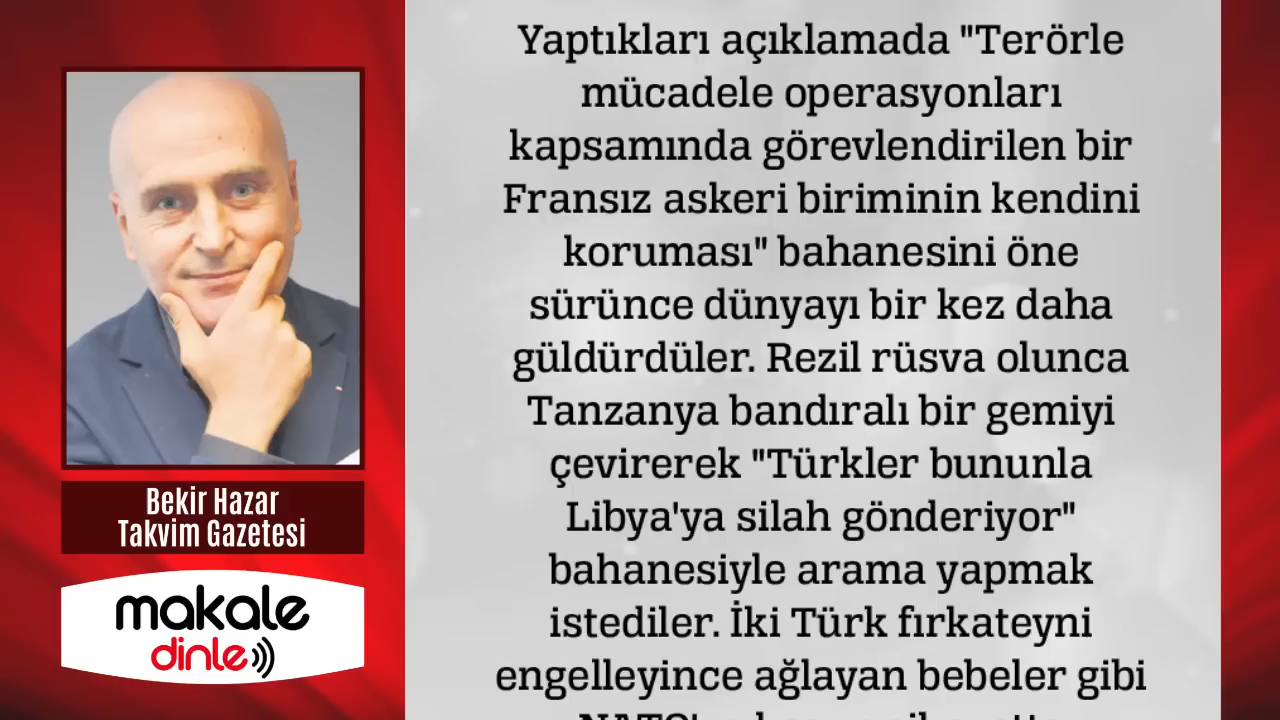 Yaptıkları açıklamada "Terörle
mücadele operasyonları
kapsamında görevlendirilen bir
Fransız askeri biriminin kendini
koruması" bahanesini öne
sürünce dünyayı bir kez daha
güldürdüler. Rezil rüsva olunca
Tanzanya bandıralı bir gemiyi
çevirerek "Türkler bununla
Libya'ya silah gönderiyor"
bahanesiyle arama yapmak
istediler. İki Türk fırkateyni
engelleyince ağlayan bebeler gibi
Bekir Hazar
Takvim Gazetesi
makale
dinle